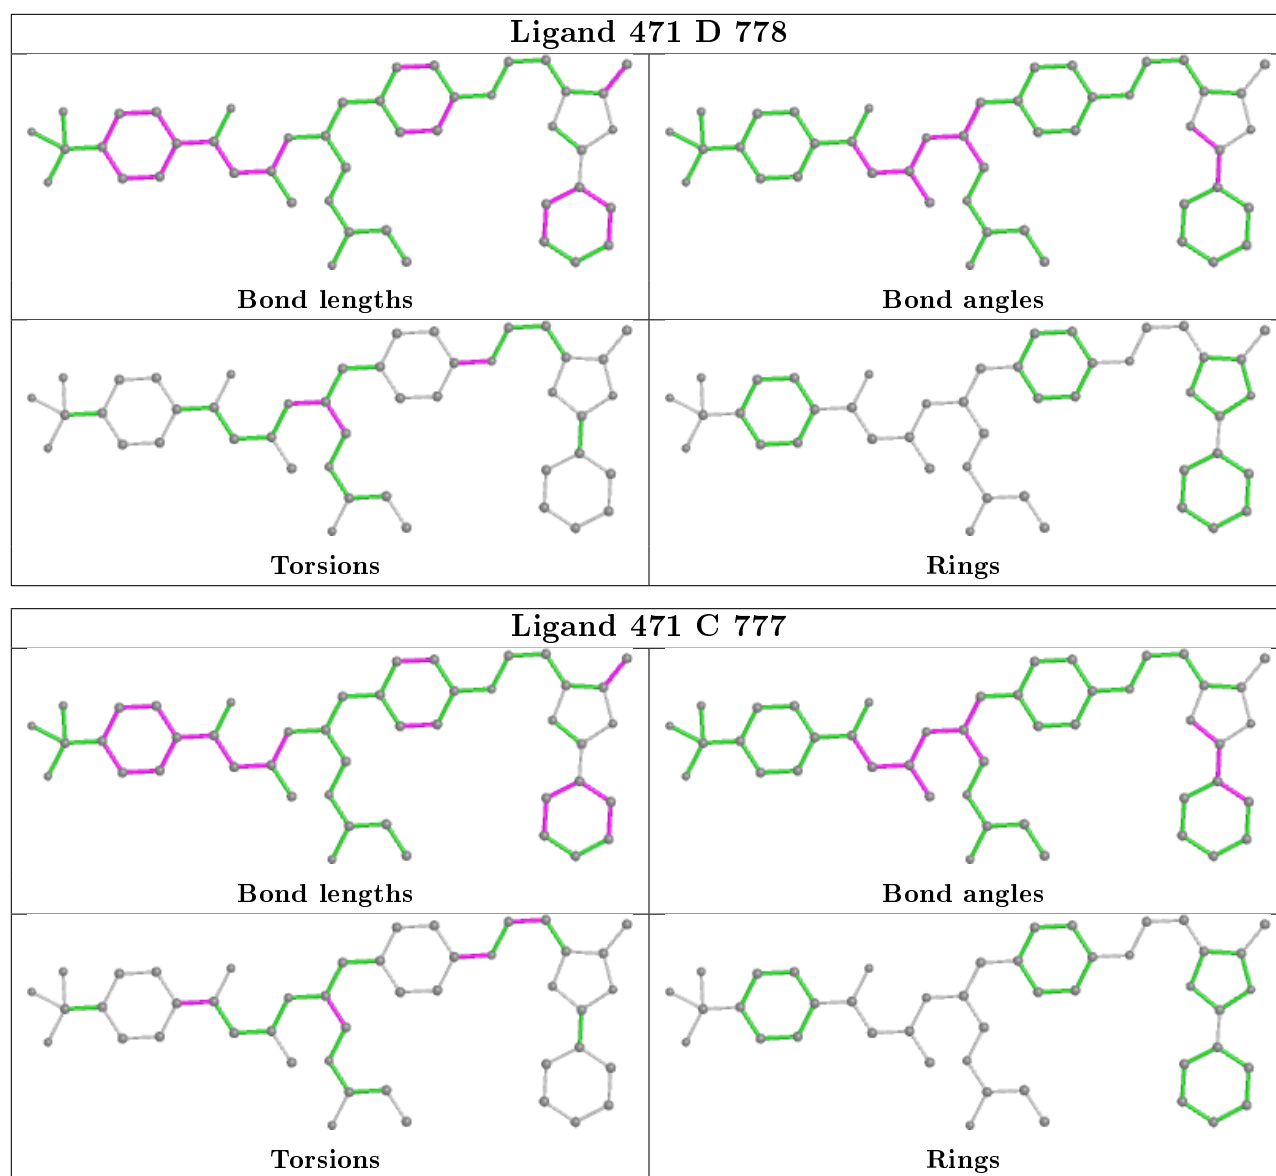 Ligand 471 D 778
Bond lengths
Bond angles
Torsions
Rings
Ligand 471 C 777
Bond lengths
Bond angles
Torsions
Rings